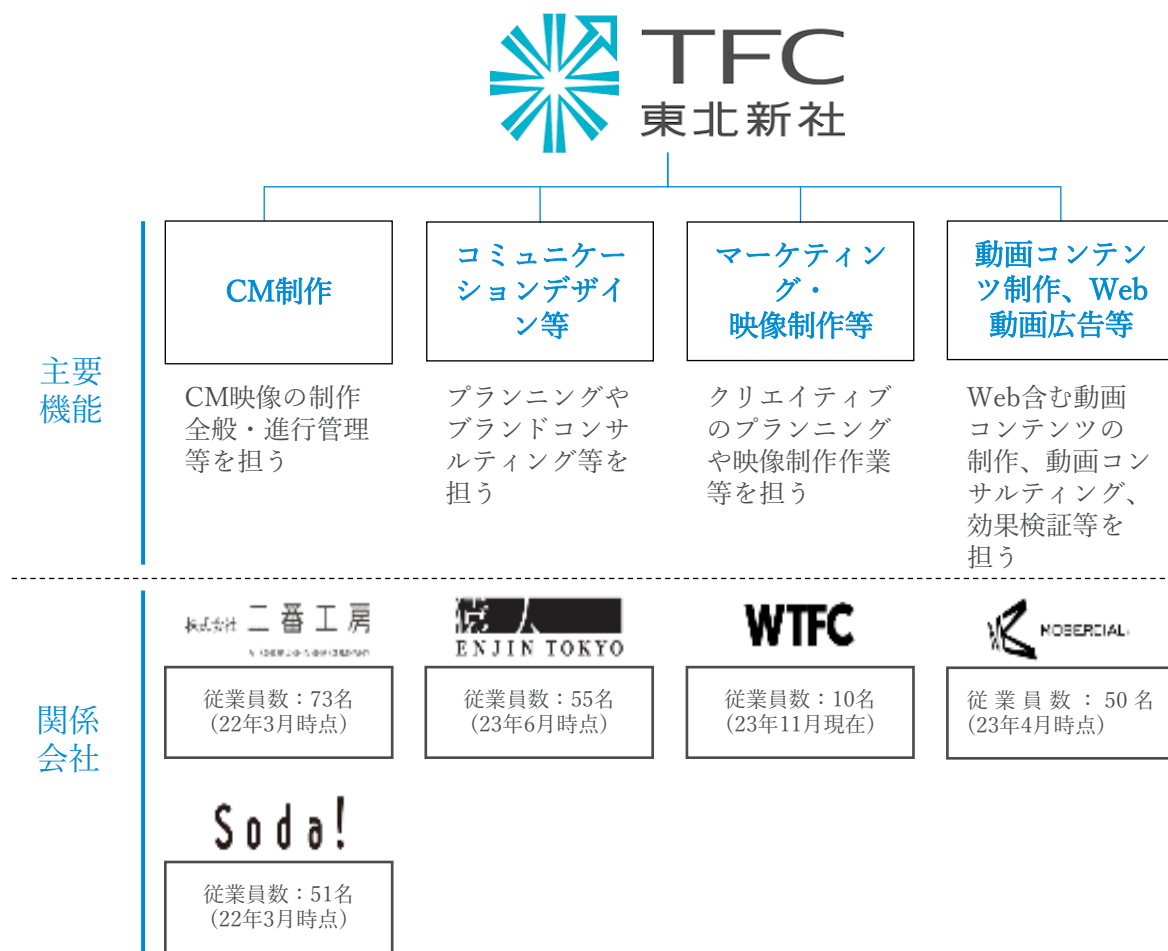 TFC
東北新社
主要
機能
CM制作
コミュニケー
ションデザイ
ン等
マーケティン
グ・
映像制作等
動画コンテン
ツ制作、Web
動画広告等
CM映像の制作
全般・進行管理
等を担う
プランニングや
ブランドコンサ
ルティング等を
担う
クリエイティブ
のプランニング
や映像制作作業
等を担う
Web含む動画
コンテンツの
制作、動画コン
サルティング、
効果検証等を
担う
関係
会社
株式会社 二番工房
従業員数：73名
(22年3月時点)
ENJIN TOKYO
従業員数：55名
(23年6月時点)
WTFC
従業員数：10名
(23年11月現在)
MOBERCIAL
従業員数：50名
(23年4月時点)
Soda!
従業員数：51名
(22年3月時点)